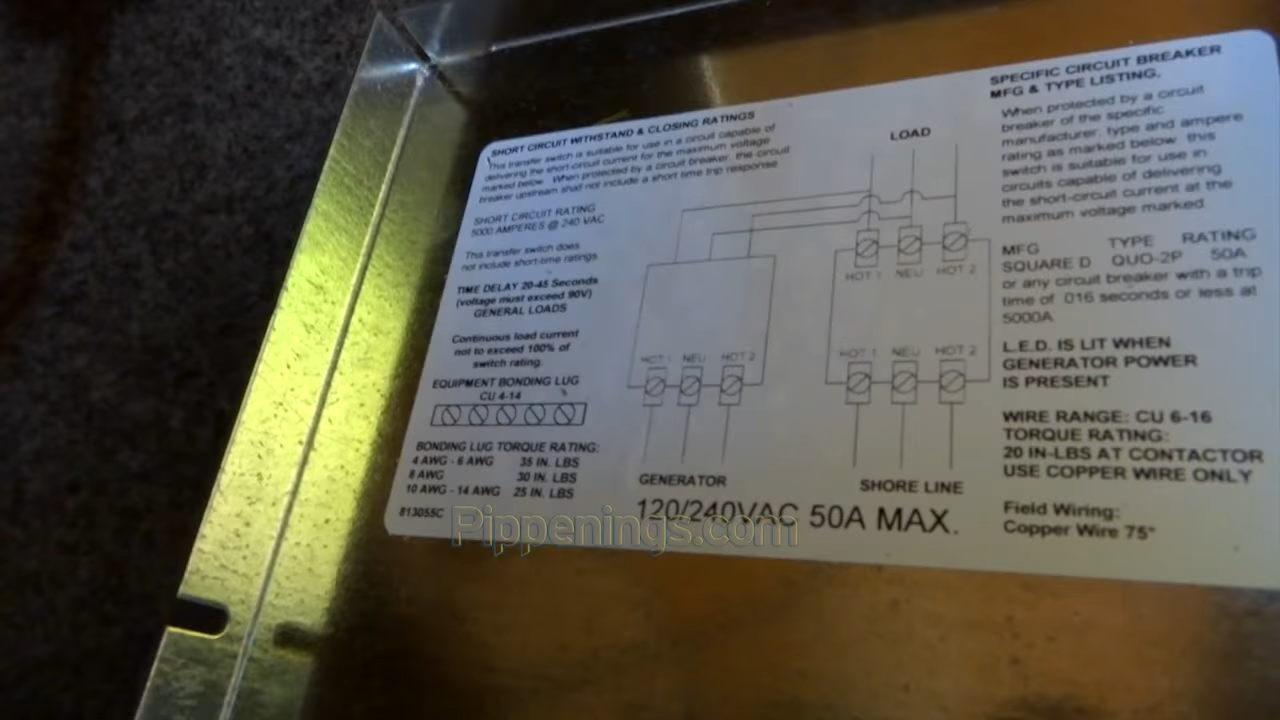 SHORT CIRCUIT WITHSTAND & CLOSING RATINGS
This transfer switch is suitable for use in a circuit capable of
delivering the short-circuit current for the maximum voltage
marked below. When protected by a circuit breaker, the circuit
breaker upstream shall not include a short time trip response
SHORT CIRCUIT RATING
5000 AMPERES @ 240 VAC
This transfer switch does
not include short-time ratings
TIME DELAY 20-45 Seconds
(voltage must exceed 90V)
GENERAL LOADS
Continuous load current
not to exceed 100% of
switch rating.
EQUIPMENT BONDING LUG
CU 4-14
BONDING LUG TORQUE RATING:
4 AWG - 6 AWG 35 IN. LBS
8 AWG 30 IN. LBS
10 AWG - 14 AWG 25 IN. LBS
813055C
LOAD
HOT 1 NEU HOT 2
HOT 1 NEU HOT 2
HOT 1 NEU HOT 2
GENERATOR
SHORE LINE
120/240VAC 50A MAX.
SPECIFIC CIRCUIT BREAKER
MFG & TYPE LISTING,
When protected by a circuit
breaker of the specific
manufacturer, type and ampere
rating as marked below, this
switch is suitable for use in
circuits capable of delivering
the short-circuit current at the
maximum voltage marked
MFG TYPE RATING
SQUARE D QUO-2P 50A
or any circuit breaker with a trip
time of .016 seconds or less at
5000A
L.E.D. IS LIT WHEN
GENERATOR POWER
IS PRESENT
WIRE RANGE: CU 6-16
TORQUE RATING:
20 IN-LBS AT CONTACTOR
USE COPPER WIRE ONLY
Field Wiring:
Copper Wire 75°
Pippenings.com